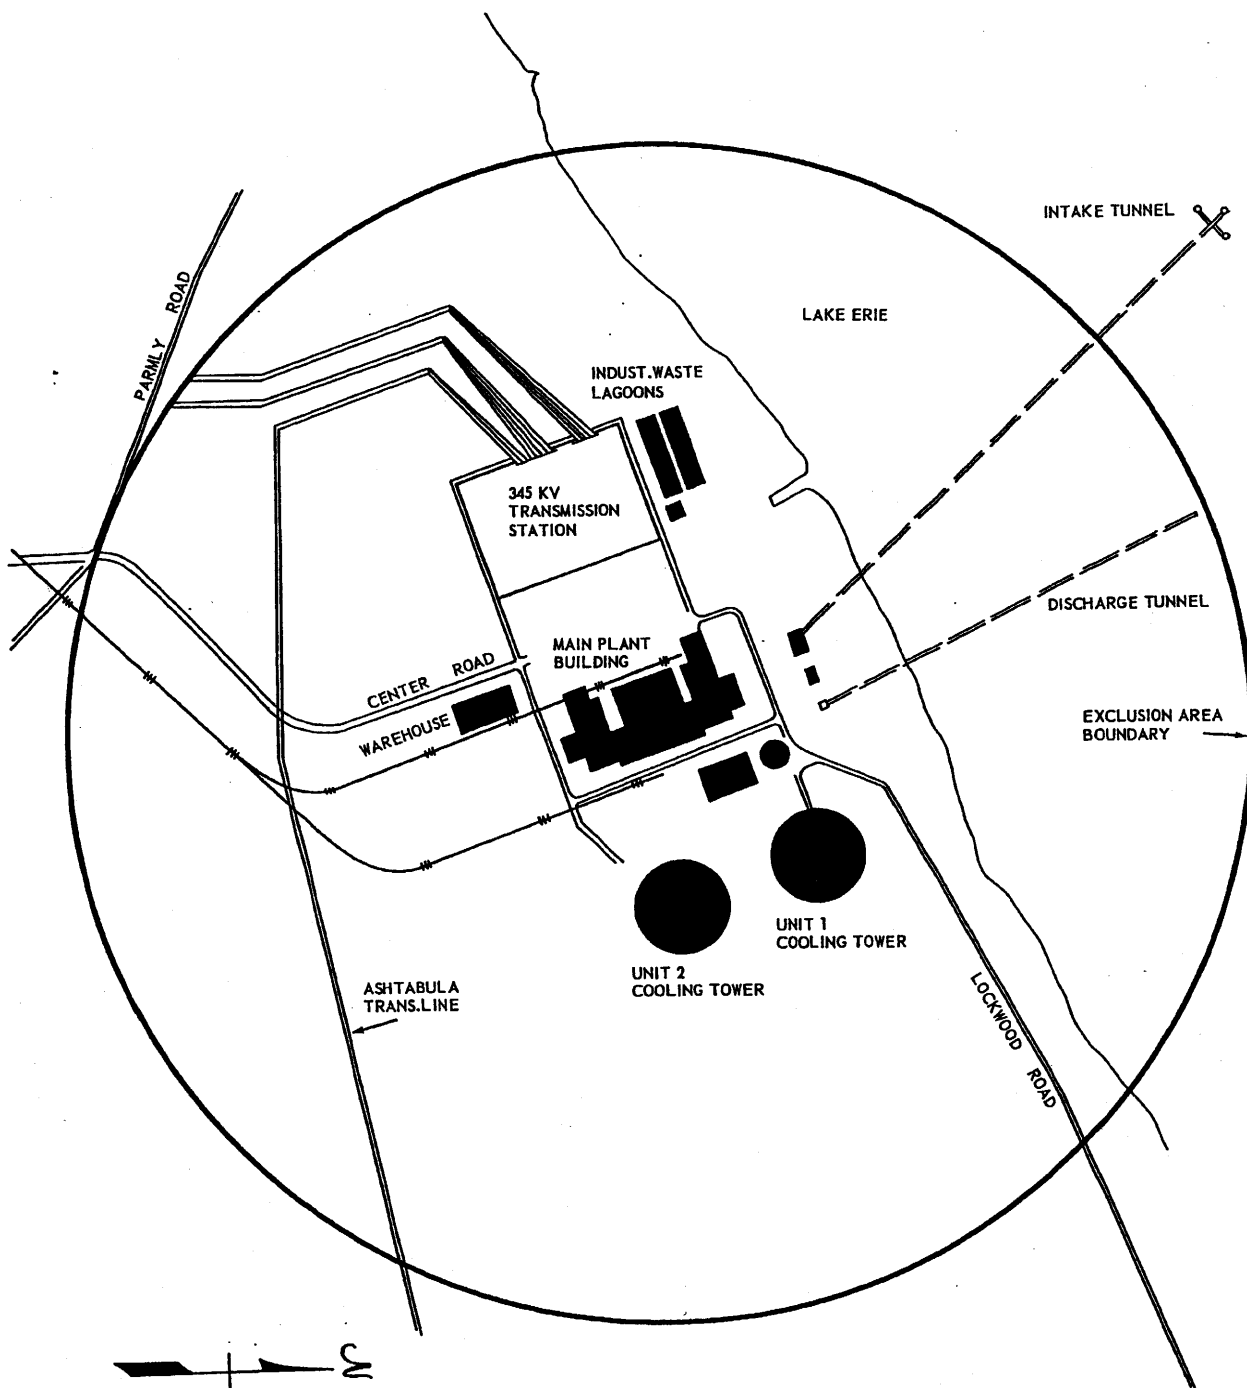 INTAKE TUNNEL
PARMLY ROAD
LAKE ERIE
INDUST.WASTE
LAGOONS
345 KV
TRANSMISSION
STATION
DISCHARGE TUNNEL
MAIN PLANT
BUILDING
CENTER ROAD
WAREHOUSE
EXCLUSION AREA
BOUNDARY
UNIT 1
COOLING TOWER
UNIT 2
COOLING TOWER
ASHTABULA
TRANS.LINE
LOCKWOOD ROAD